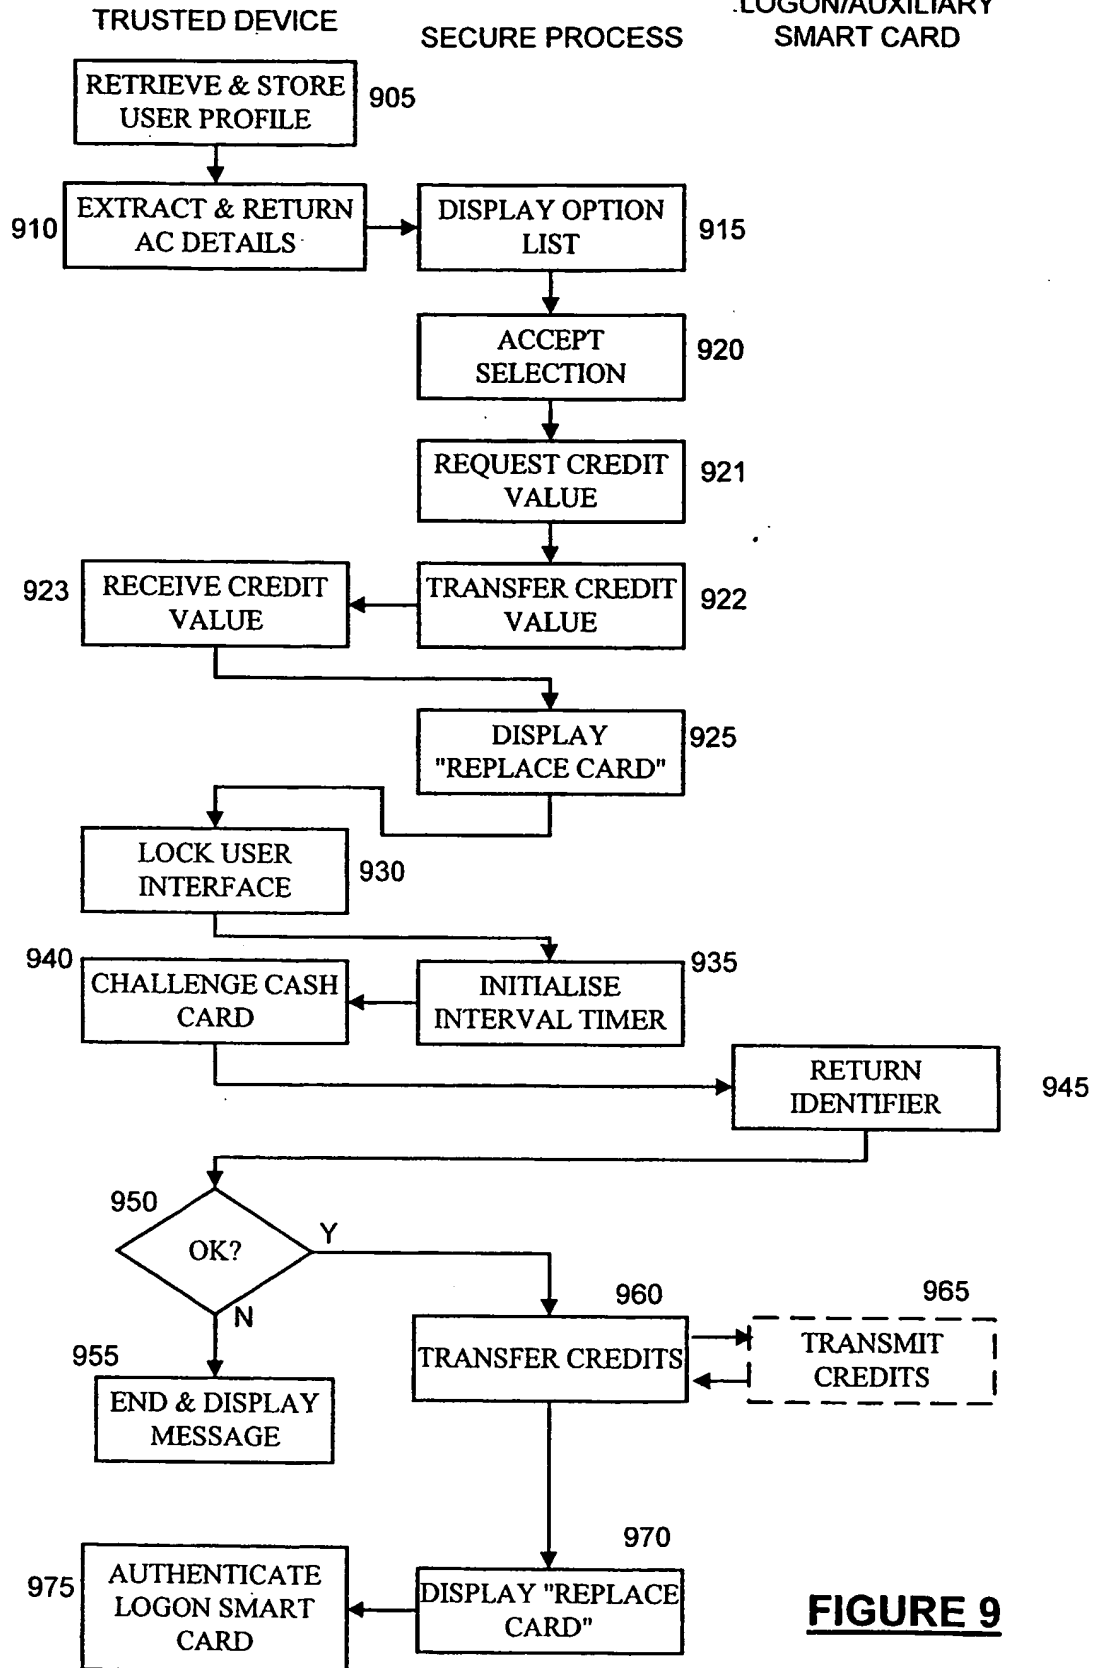 TRUSTED DEVICE
SECURE PROCESS
LOGON/AUXILIARY
SMART CARD
RETRIEVE & STORE
USER PROFILE
905
910
EXTRACT & RETURN
AC DETAILS
DISPLAY OPTION
LIST
915
ACCEPT
SELECTION
920
REQUEST CREDIT
VALUE
921
923
RECEIVE CREDIT
VALUE
TRANSFER CREDIT
VALUE
922
DISPLAY
"REPLACE CARD"
925
LOCK USER
INTERFACE
930
940
CHALLENGE CASH
CARD
935
INITIALISE
INTERVAL TIMER
RETURN
IDENTIFIER
945
950
OK?
Y
N
955
END & DISPLAY
MESSAGE
960
TRANSFER CREDITS
965
TRANSMIT
CREDITS
970
DISPLAY "REPLACE
CARD"
975
AUTHENTICATE
LOGON SMART
CARD
FIGURE 9